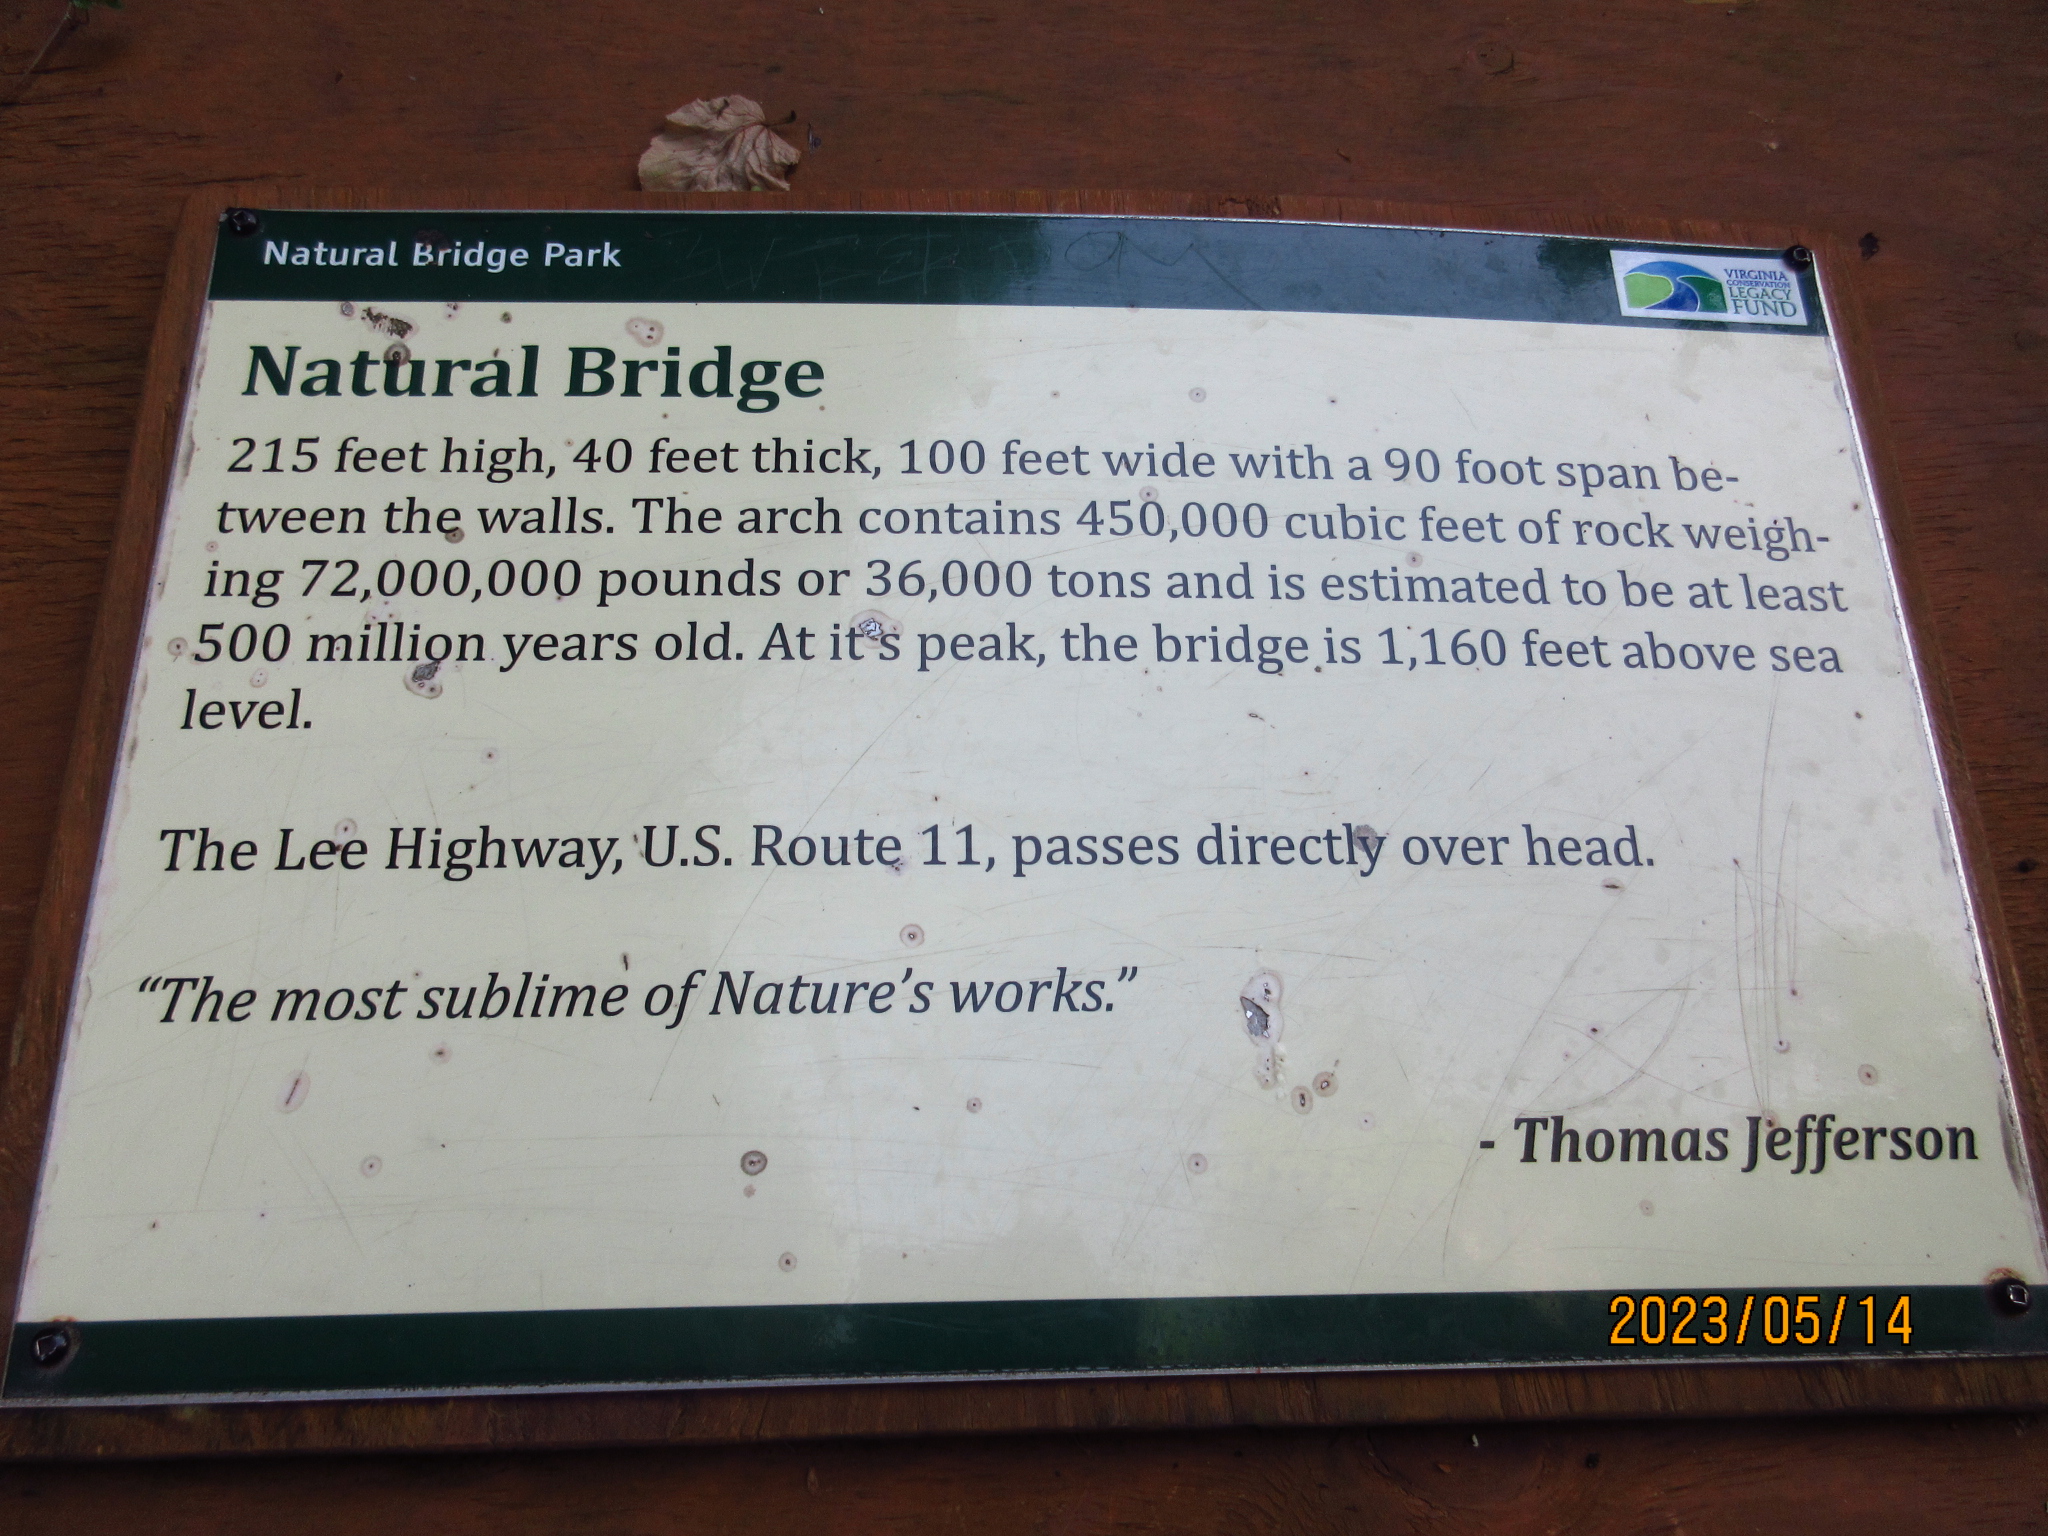 Natural Bridge Park
VIRGINIA
CONSERVATION
LEGACY
FUND
Natural Bridge
215 feet high, 40 feet thick, 100 feet wide with a 90 foot span be-
tween the walls. The arch contains 450,000 cubic feet of rock weigh-
ing 72,000,000 pounds or 36,000 tons and is estimated to be at least
500 million years old. At it's peak, the bridge is 1,160 feet above sea
level.
The Lee Highway, U.S. Route 11, passes directly over head.
“The most sublime of Nature’s works.”
- Thomas Jefferson
2023/05/14